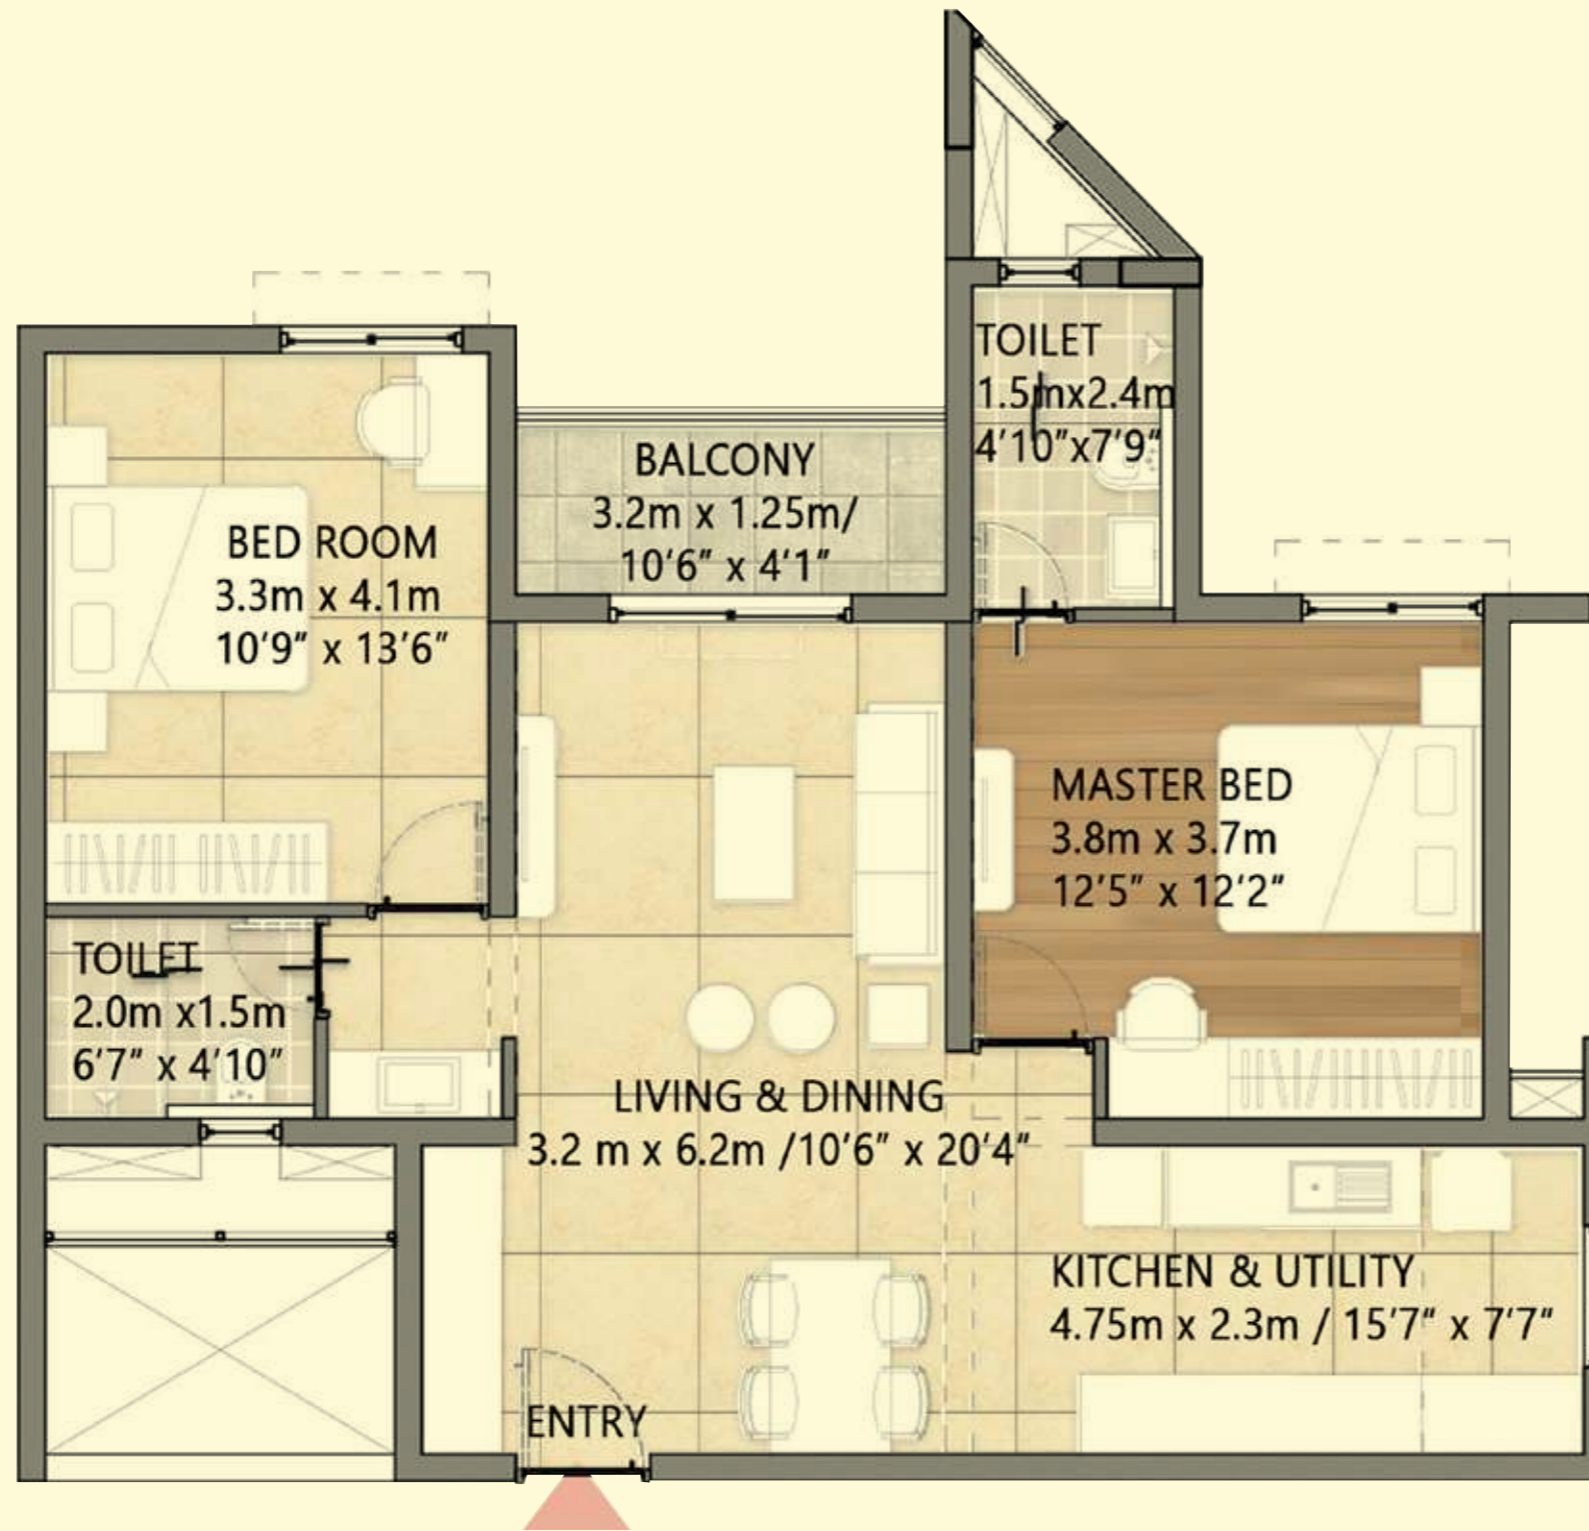 TOILET
1.5mx2.4m
4'10"x7'9"
BALCONY
3.2m x 1.25m/
10'6" x 4'1"
BED ROOM
3.3m x 4.1m
10'9" x 13'6"
MASTER BED
3.8m x 3.7m
12'5" x 12'2"
TOILET
2.0m x1.5m
6'7" x 4'10"
LIVING & DINING
3.2 m x 6.2m /10'6" x 20'4"
KITCHEN & UTILITY
4.75m x 2.3m / 15'7" x 7'7"
ENTRY